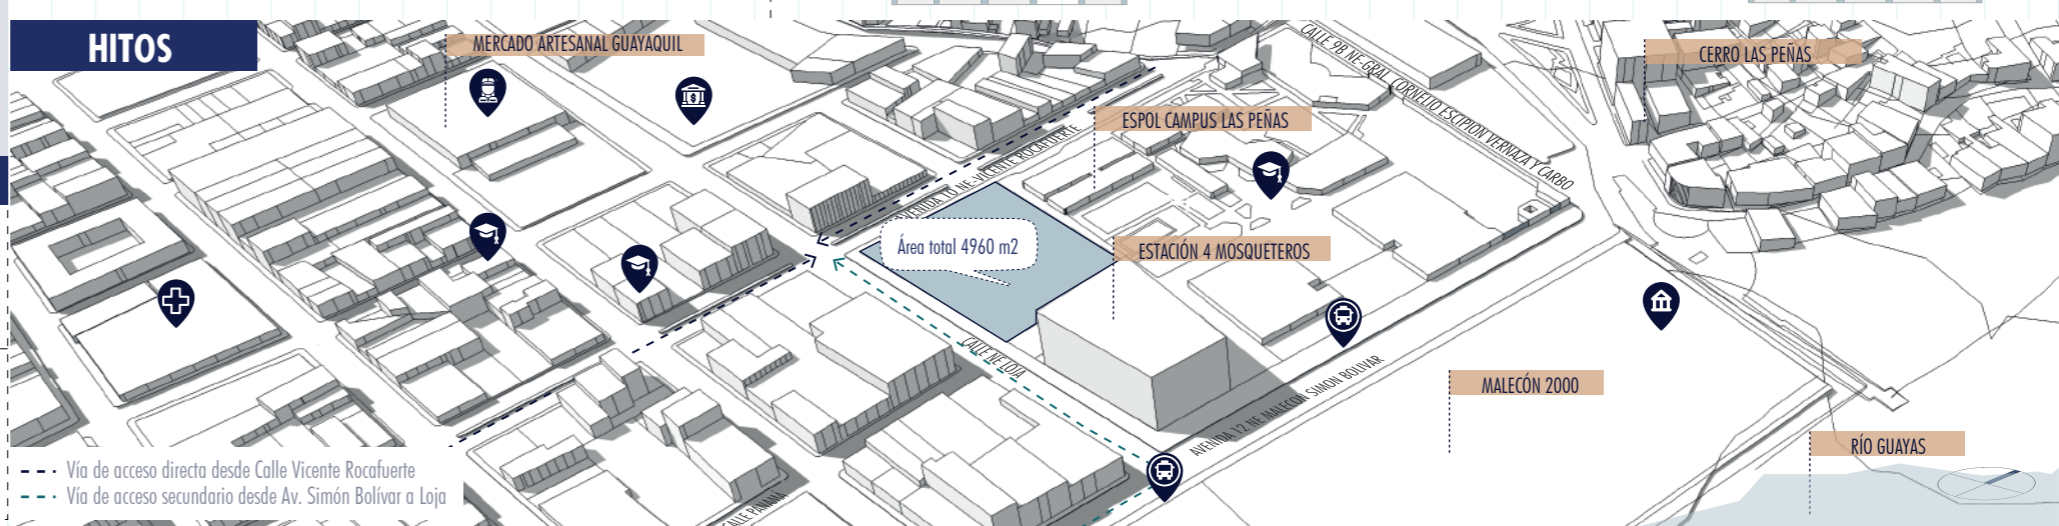 HITOS
MERCADO ARTESANAL GUAYAQUIL
CERRO LAS PEÑAS
CALLE 9B NE-GRAL. CORNELIO ESCIPION VERNAZA Y CARBO
ESPOL CAMPUS LAS PEÑAS
AVENIDA 1 NE-VICENTE ROCAFUERTE
Área total 4960 m2
ESTACIÓN 4 MOSQUETEROS
CALLE NE LOJA
AVENIDA 12 NE MALECON SIMON BOLIVAR
MALECÓN 2000
RÍO GUAYAS
Vía de acceso directa desde Calle Vicente Rocafuerte
Vía de acceso secundario desde Av. Simón Bolívar a Loja
CALLE PANAMA